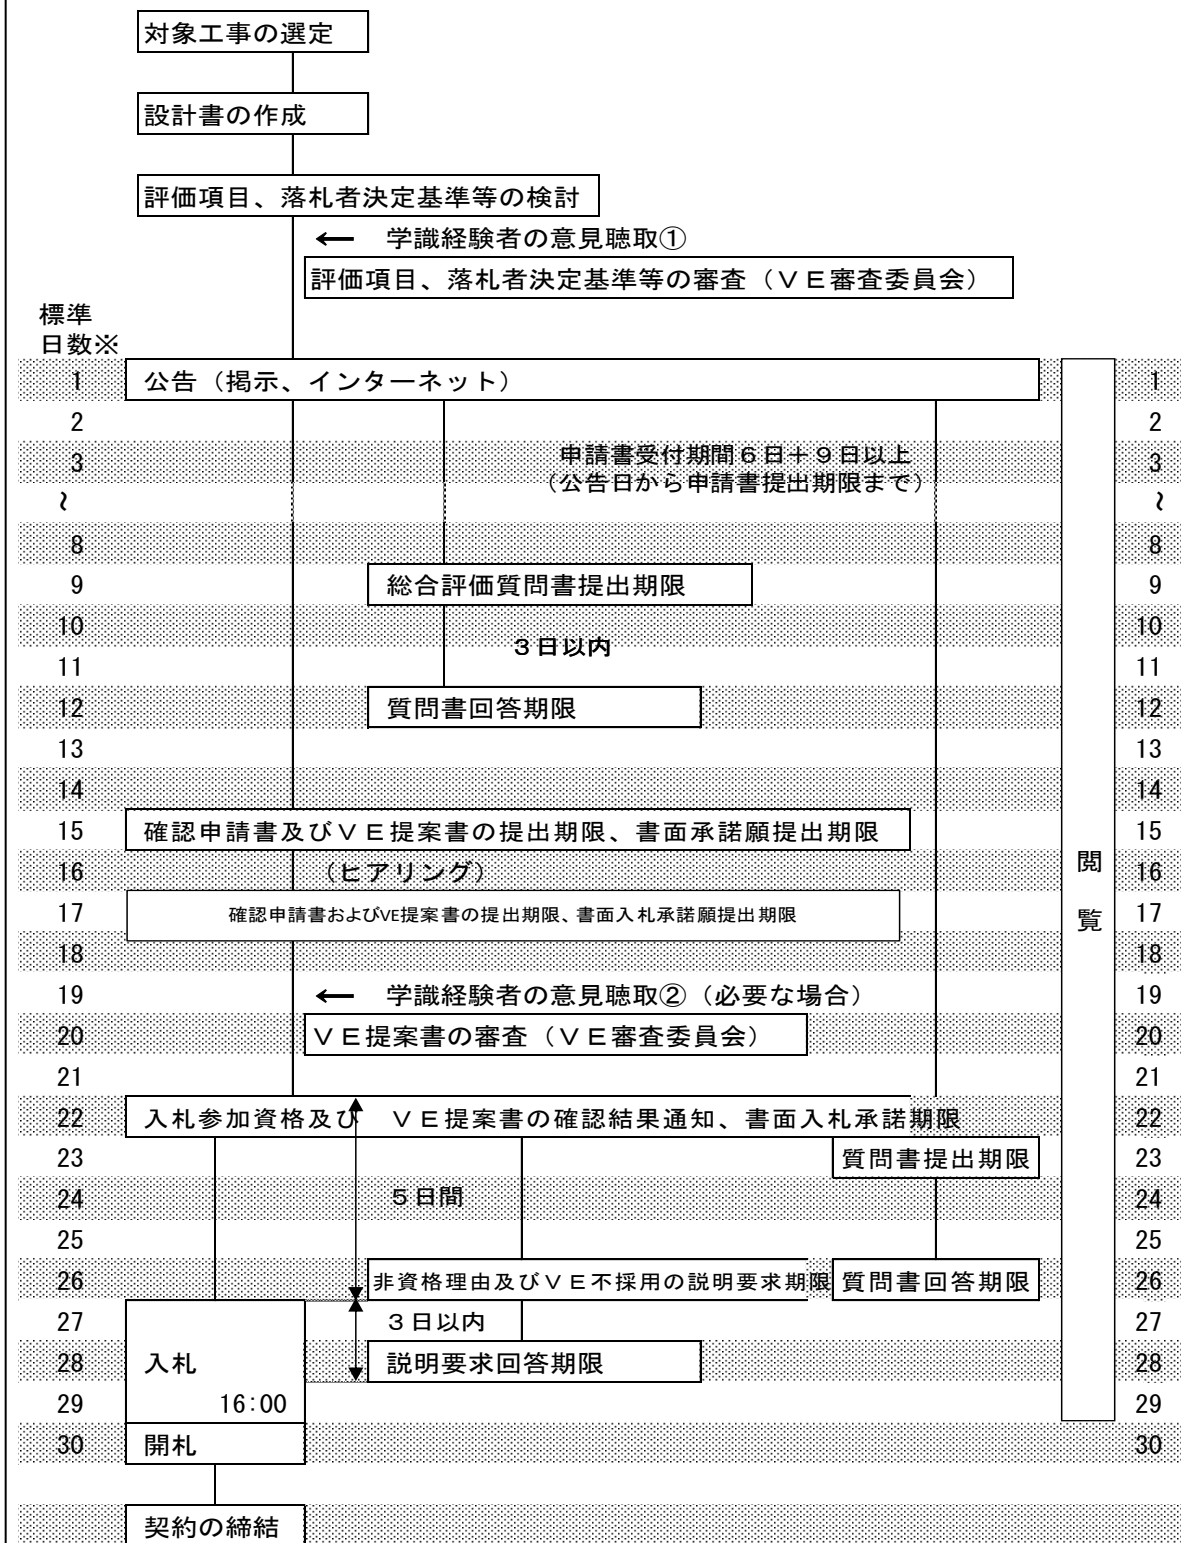 対象工事の選定
設計書の作成
評価項目、落札者決定基準等の検討
← 学識経験者の意見聴取①
評価項目、落札者決定基準等の審査（ＶＥ審査委員会）
標準
日数※
1 公告（掲示、インターネット） 1
2 2
3 申請書受付期間６日＋９日以上 3
（公告日から申請書提出期限まで）
～ ～
8 8
9 総合評価質問書提出期限 9
10 10
３日以内
11 11
12 質問書回答期限 12
13 13
14 14
15 確認申請書及びＶＥ提案書の提出期限、書面承諾願提出期限 15
16 （ヒアリング） 16
閲覧
17 確認申請書およびVE提案書の提出期限、書面入札承諾願提出期限 17
18 18
19 ← 学識経験者の意見聴取②（必要な場合） 19
20 ＶＥ提案書の審査（ＶＥ審査委員会） 20
21 21
22 入札参加資格及び　ＶＥ提案書の確認結果通知、書面入札承諾期限 22
23 質問書提出期限 23
24 ５日間 24
25 25
26 非資格理由及びＶＥ不採用の説明要求期限 質問書回答期限 26
27 ３日以内 27
28 入札 説明要求回答期限 28
29 16:00 29
30 開札 30
契約の締結